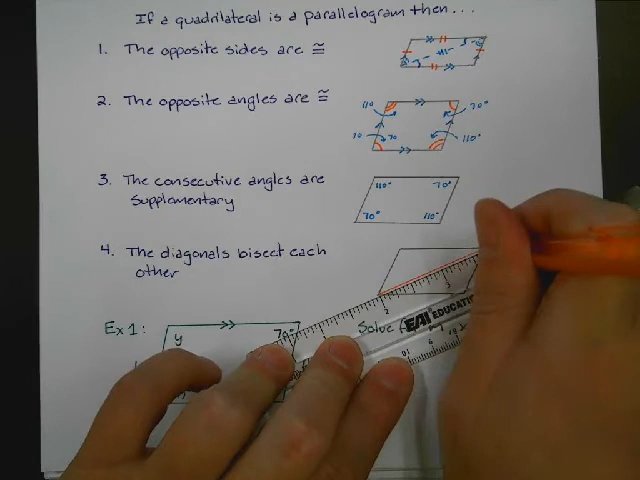 If a quadrilateral is a parallelogram then...
1. The opposite sides are ≅
2. The opposite angles are ≅
110 70°
70 70 110°
3. The consecutive angles are
supplementary
110° 70°
70° 110°
4. The diagonals bisect each
other
Ex 1:
y
70°
Solve
2 3
EAI EDUCATION